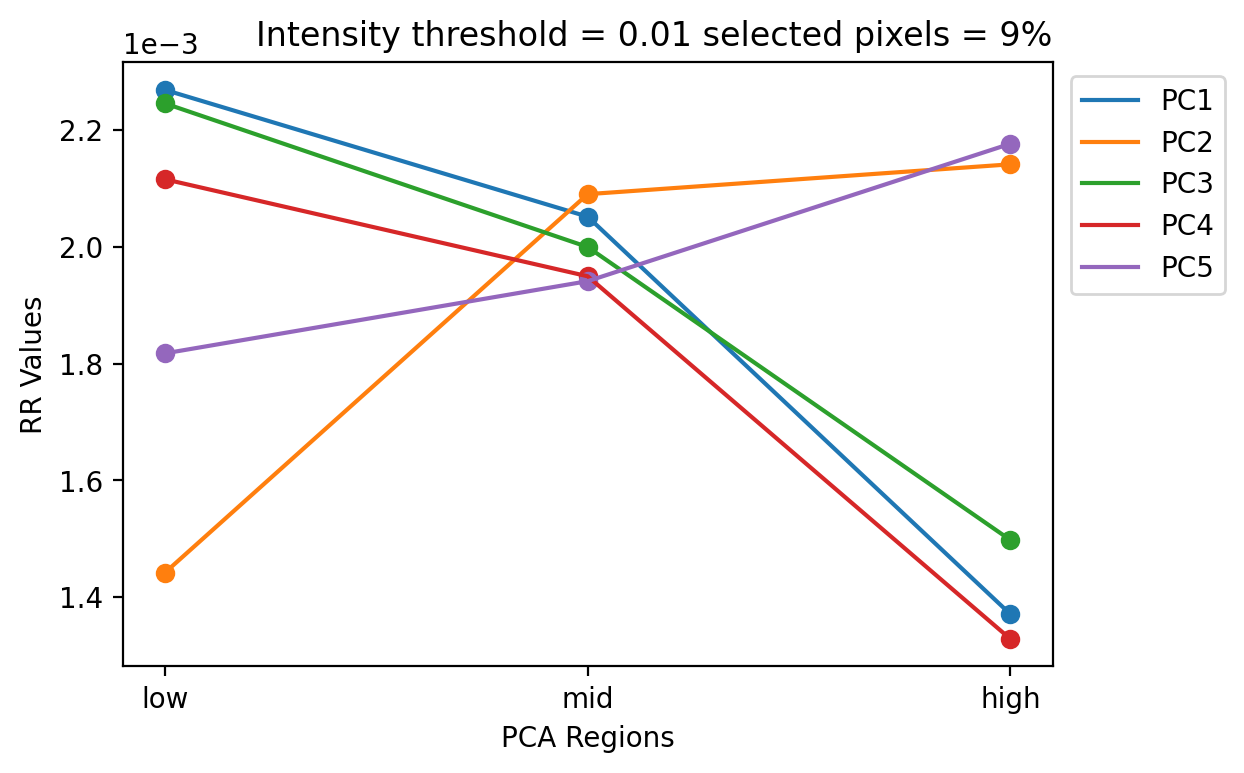 Intensity threshold = 0.01 selected pixels = 9%
1e−3
2.2
2.0
1.8
1.6
1.4
RR Values
low
mid
high
PCA Regions
PC1
PC2
PC3
PC4
PC5